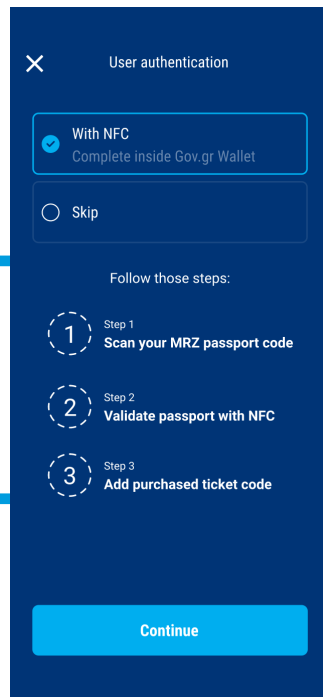 User authentication
With NFC
Complete inside Gov.gr Wallet
Skip
Follow those steps:
1
Step 1
Scan your MRZ passport code
2
Step 2
Validate passport with NFC
3
Step 3
Add purchased ticket code
Continue